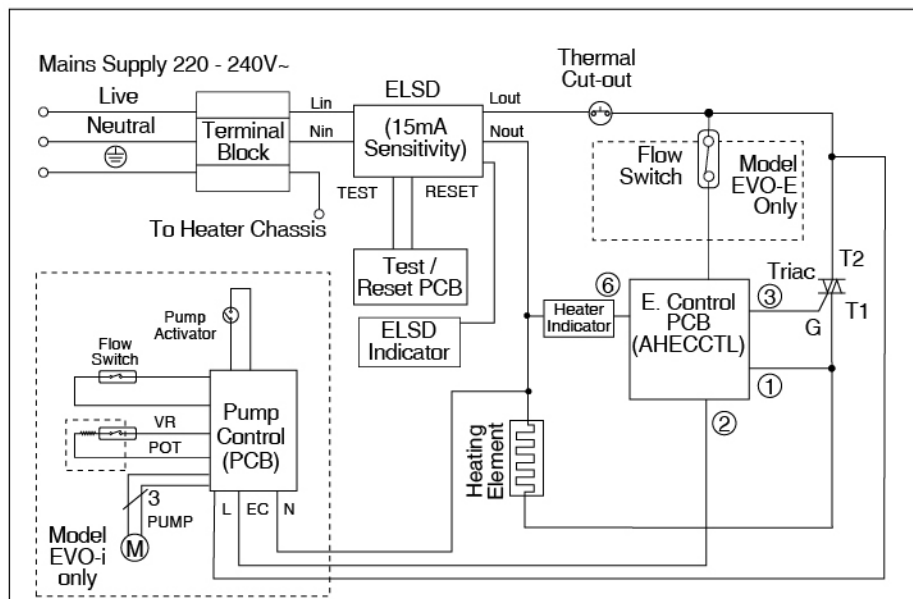 Mains Supply 220 - 240V~
Live
Neutral
Terminal
Block
Lin
Nin
To Heater Chassis
ELSD
(15mA
Sensitivity)
Lout
Nout
TEST
RESET
Test /
Reset PCB
ELSD
Indicator
Thermal
Cut-out
Flow
Switch
Model
EVO-E
Only
Triac
T2
T1
G
3
6
Heater
Indicator
E. Control
PCB
(AHECCTL)
1
2
Heating
Element
Pump
Activator
Flow
Switch
VR
POT
Pump
Control
(PCB)
3
PUMP
M
L
EC
N
Model
EVO-i
only